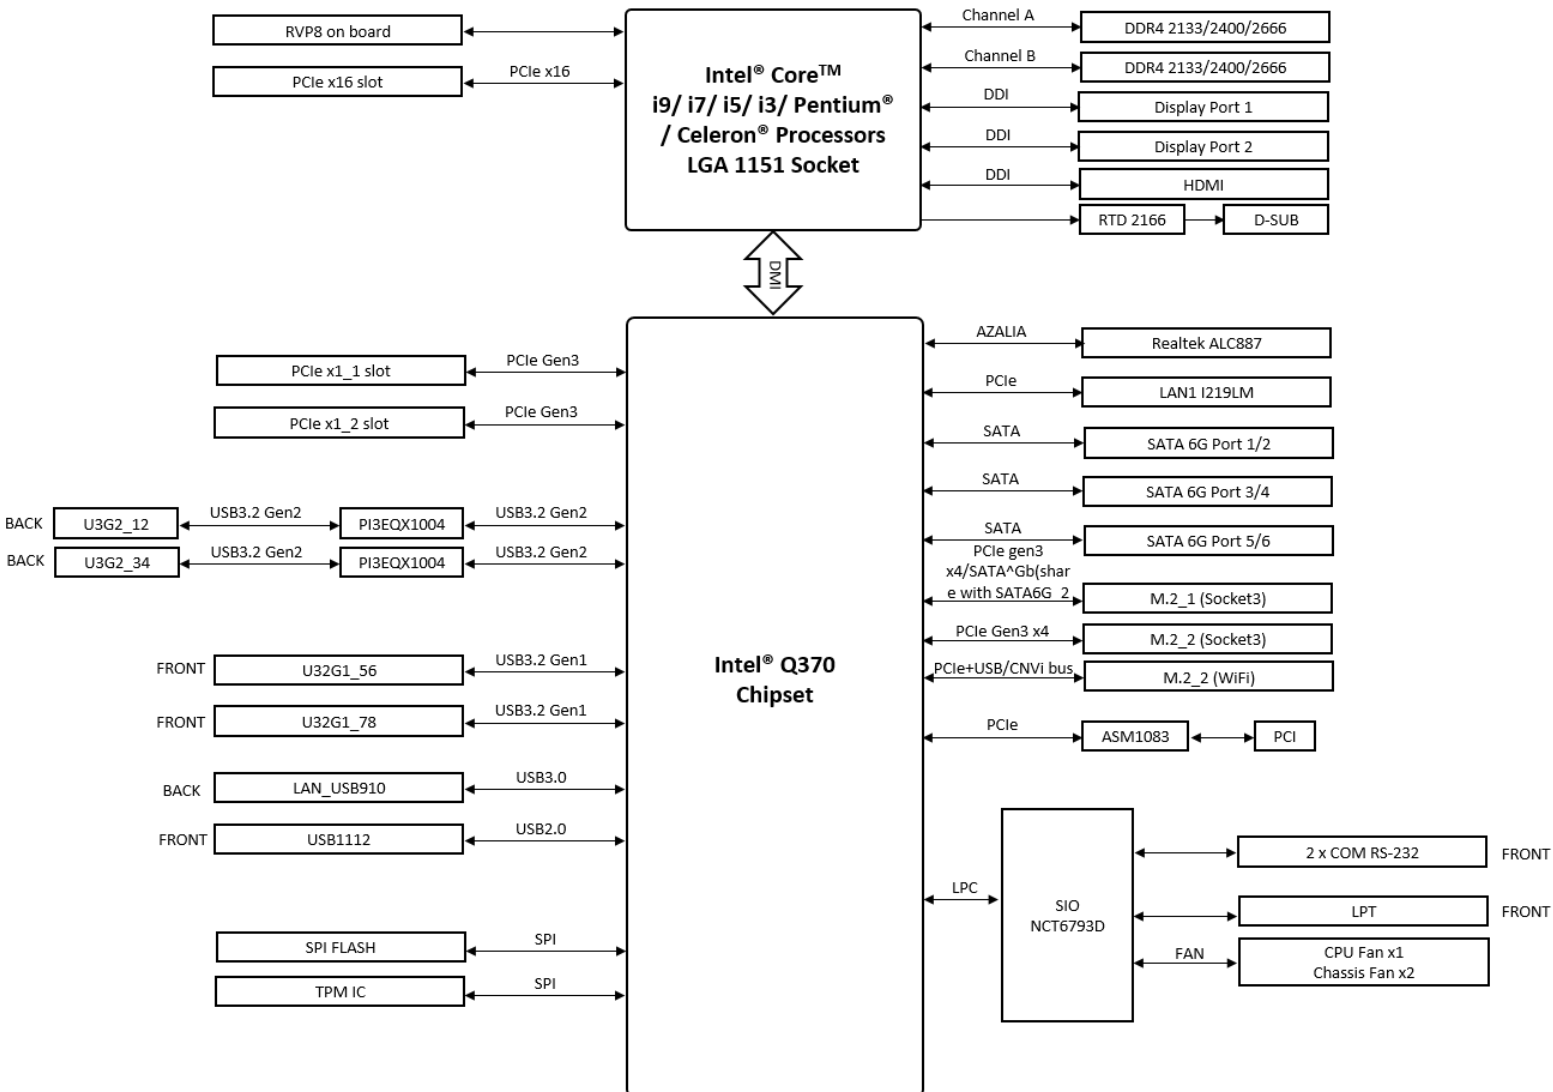 RVP8 on board
PCIe x16 slot
PCIe x16
Intel® Core™
i9/ i7/ i5/ i3/ Pentium®
/ Celeron® Processors
LGA 1151 Socket
Channel A
DDR4 2133/2400/2666
Channel B
DDR4 2133/2400/2666
DDI
Display Port 1
DDI
Display Port 2
DDI
HDMI
RTD 2166
D-SUB
DMI
PCIe x1_1 slot
PCIe Gen3
PCIe x1_2 slot
PCIe Gen3
BACK
U3G2_12
USB3.2 Gen2
PI3EQX1004
USB3.2 Gen2
BACK
U3G2_34
USB3.2 Gen2
PI3EQX1004
USB3.2 Gen2
FRONT
U32G1_56
USB3.2 Gen1
FRONT
U32G1_78
USB3.2 Gen1
BACK
LAN_USB910
USB3.0
FRONT
USB1112
USB2.0
SPI FLASH
SPI
TPM IC
SPI
Intel® Q370
Chipset
AZALIA
Realtek ALC887
PCIe
LAN1 I219LM
SATA
SATA 6G Port 1/2
SATA
SATA 6G Port 3/4
SATA
SATA 6G Port 5/6
PCIe gen3
x4/SATA^Gb(shar
e with SATA6G_2
M.2_1 (Socket3)
PCIe Gen3 x4
M.2_2 (Socket3)
PCIe+USB/CNVi bus
M.2_2 (WiFi)
PCIe
ASM1083
PCI
LPC
SIO
NCT6793D
2 x COM RS-232
FRONT
LPT
FRONT
FAN
CPU Fan x1
Chassis Fan x2